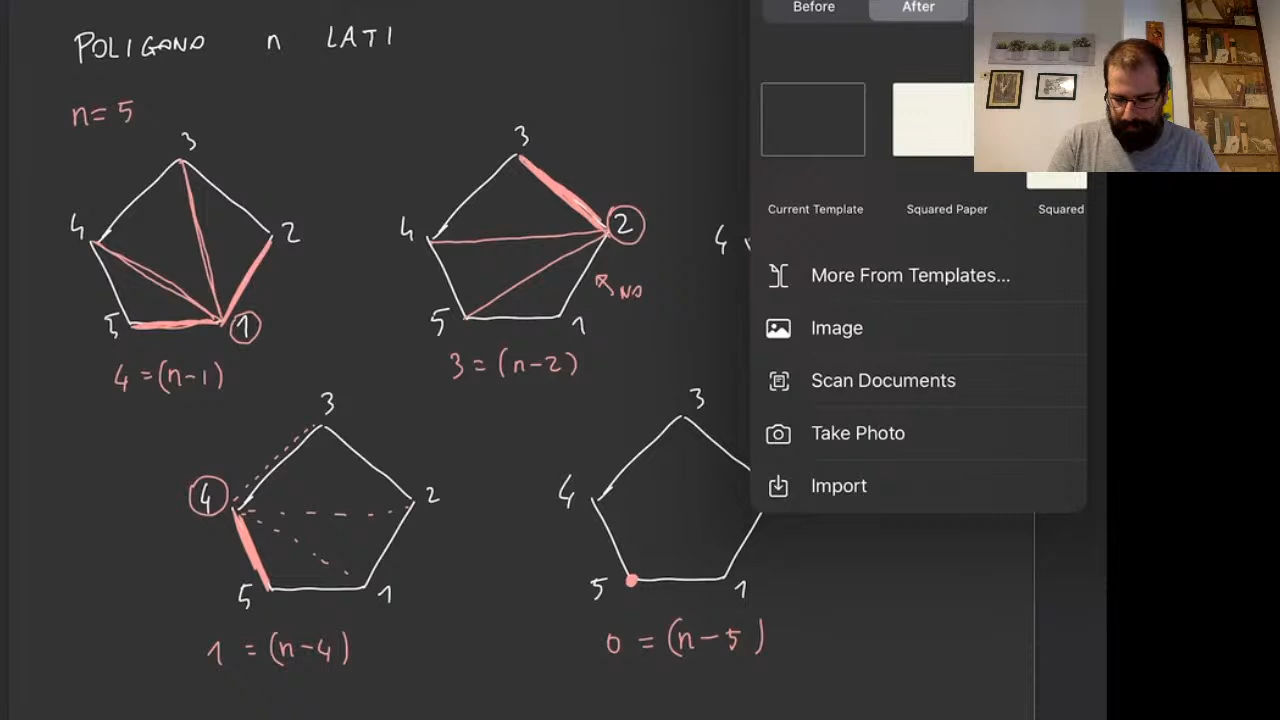 POLIGONO n LATI
n=5
3
4
2
5
1
4=(n-1)
3
4
2
NO
5
1
3=(n-2)
4
3
4
2
5
1
1=(n-4)
3
4
5
1
0=(n-5)
Before After
Current Template Squared Paper Squared
More From Templates...
Image
Scan Documents
Take Photo
Import